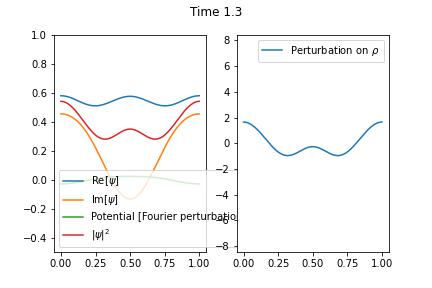 Time 1.3
1.0
0.8
0.6
0.4
0.2
0.0
−0.2
−0.4
0.00 0.25 0.50 0.75 1.00
Re[ψ]
Im[ψ]
Potential [Fourier perturbatio
|ψ|²
8
6
4
2
0
−2
−4
−6
−8
0.00 0.25 0.50 0.75 1.00
Perturbation on ρ